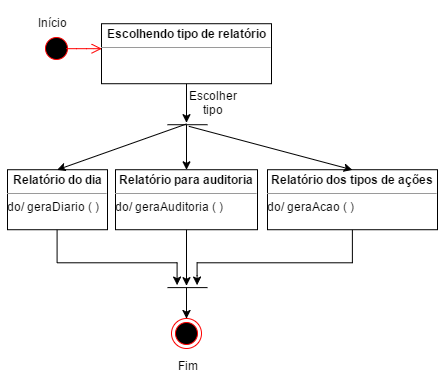 Início
Escolhendo tipo de relatório
Escolher
tipo
Relatório do dia
do/ geraDiario ( )
Relatório para auditoria
do/ geraAuditoria ( )
Relatório dos tipos de ações
do/ geraAcao ( )
Fim